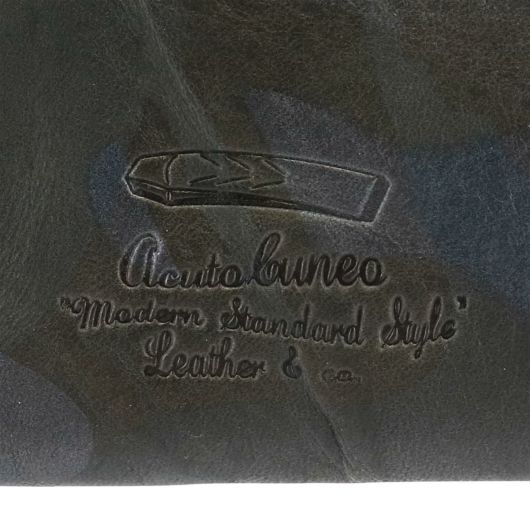 Acuto Cuneo
"Modern Standard Style"
Leather & co.,